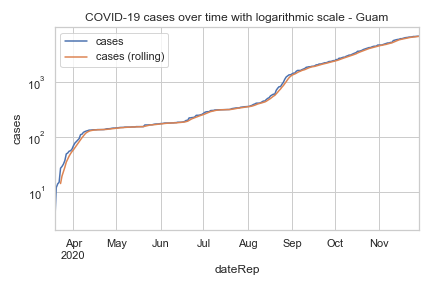 COVID-19 cases over time with logarithmic scale - Guam
cases
cases (rolling)
cases
10³
10²
10¹
Apr
2020
May
Jun
Jul
Aug
Sep
Oct
Nov
dateRep